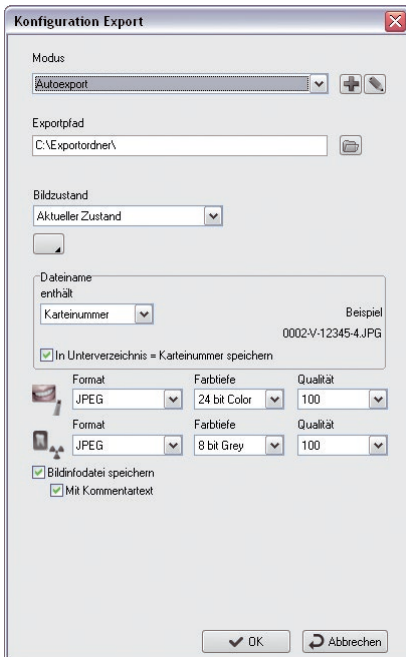 Konfiguration Export
Modus
Autoexport
Exportpfad
C:\Exportordner\
Bildzustand
Aktueller Zustand
Dateiname
enthält
Karteinummer
Beispiel
0002-V-12345-4.JPG
In Unterverzeichnis = Karteinummer speichern
Format Farbtiefe Qualität
JPEG 24 bit Color 100
Format Farbtiefe Qualität
JPEG 8 bit Grey 100
Bildinfodatei speichern
Mit Kommentartext
OK Abbrechen